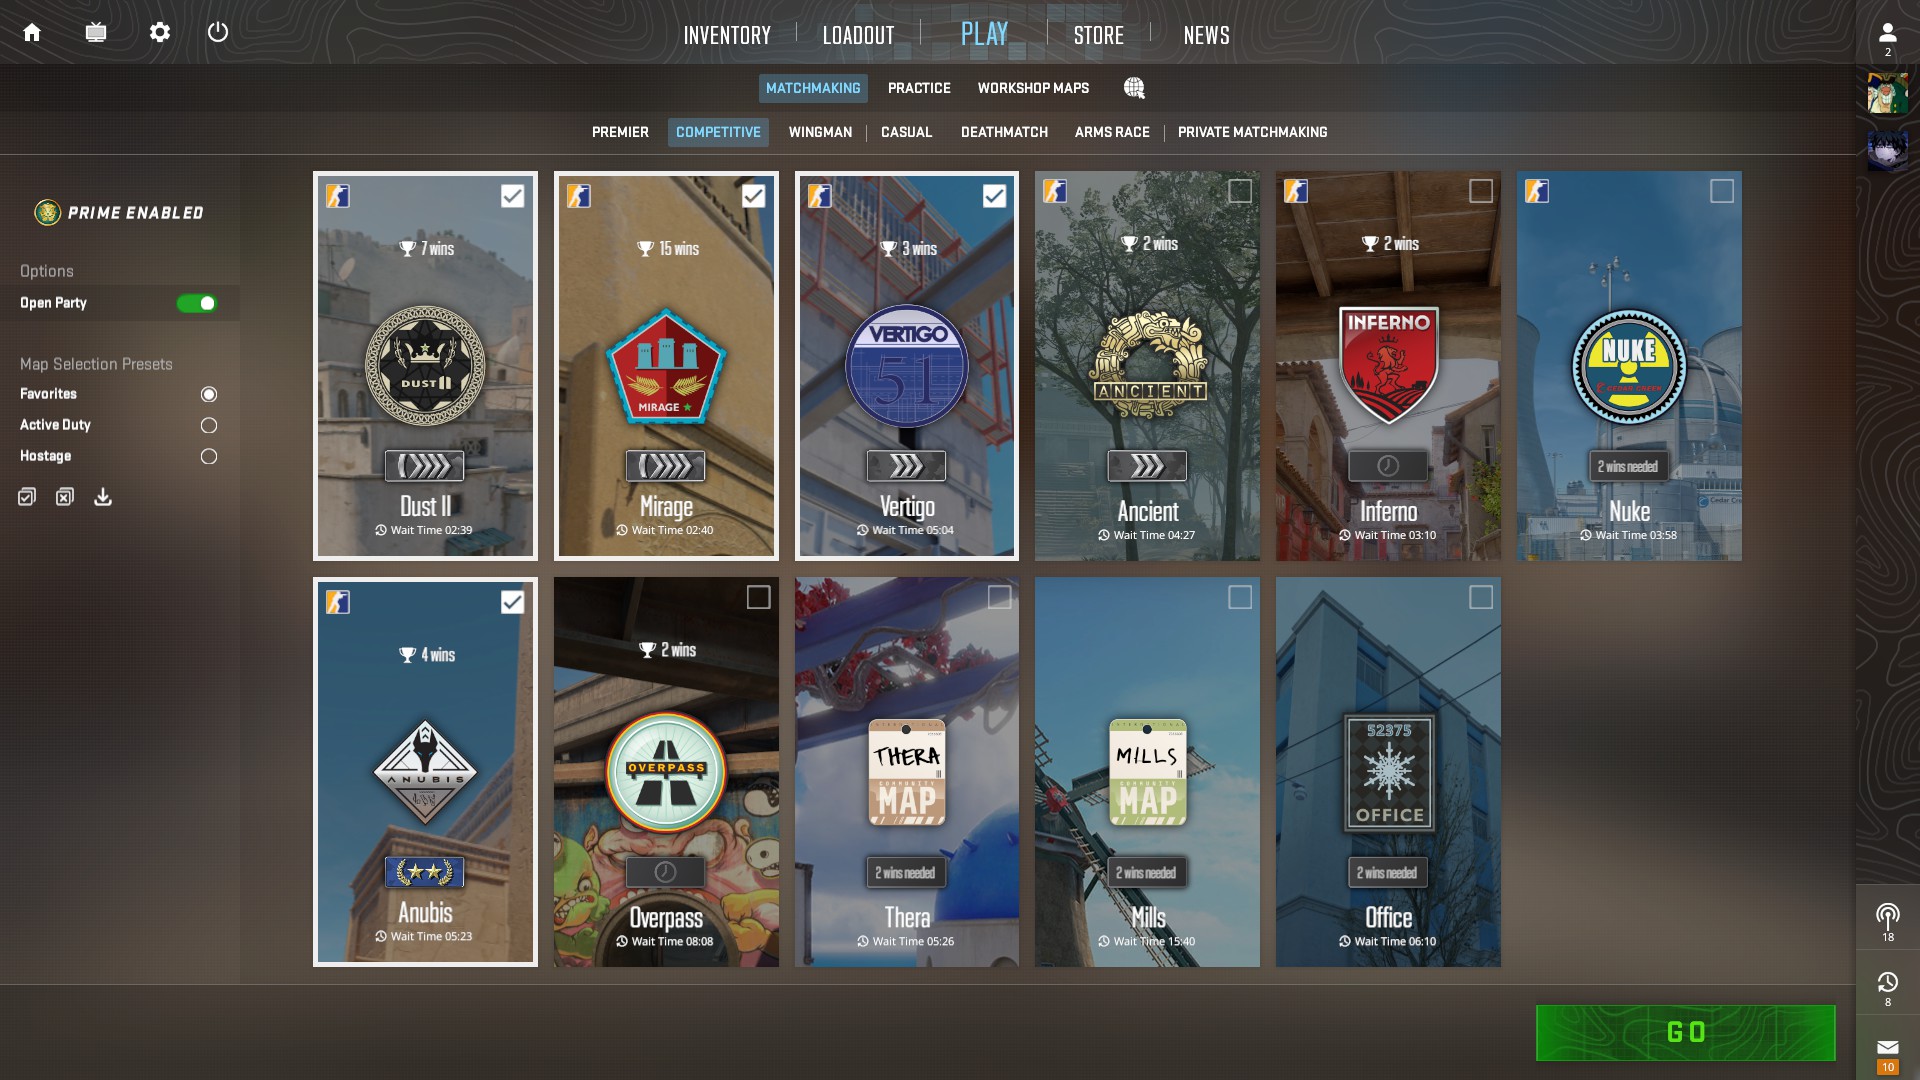 INVENTORY
LOADOUT
PLAY
STORE
NEWS
2
MATCHMAKING
PRACTICE
WORKSHOP MAPS
PREMIER
COMPETITIVE
WINGMAN
CASUAL
DEATHMATCH
ARMS RACE
PRIVATE MATCHMAKING
PRIME ENABLED
Options
Open Party
Map Selection Presets
Favorites
Active Duty
Hostage
7 wins
DUST II
Dust II
Wait Time 02:39
15 wins
MIRAGE
Mirage
Wait Time 02:40
3 wins
VERTIGO
51
Vertigo
Wait Time 05:04
2 wins
ANCIENT
Ancient
Wait Time 04:27
2 wins
INFERNO
Inferno
Wait Time 03:10
NUKE
CEDAR CREEK
2 wins needed
Nuke
Wait Time 03:58
4 wins
ANUBIS
Anubis
Wait Time 05:23
2 wins
OVERPASS
Overpass
Wait Time 08:08
INTERNATIONAL
THERA
COMMUNITY
MAP
2 wins needed
Thera
Wait Time 05:26
INTERNATIONAL
MILLS
COMMUNITY
MAP
2 wins needed
Mills
Wait Time 15:40
52375
OFFICE
2 wins needed
Office
Wait Time 06:10
18
8
10
GO